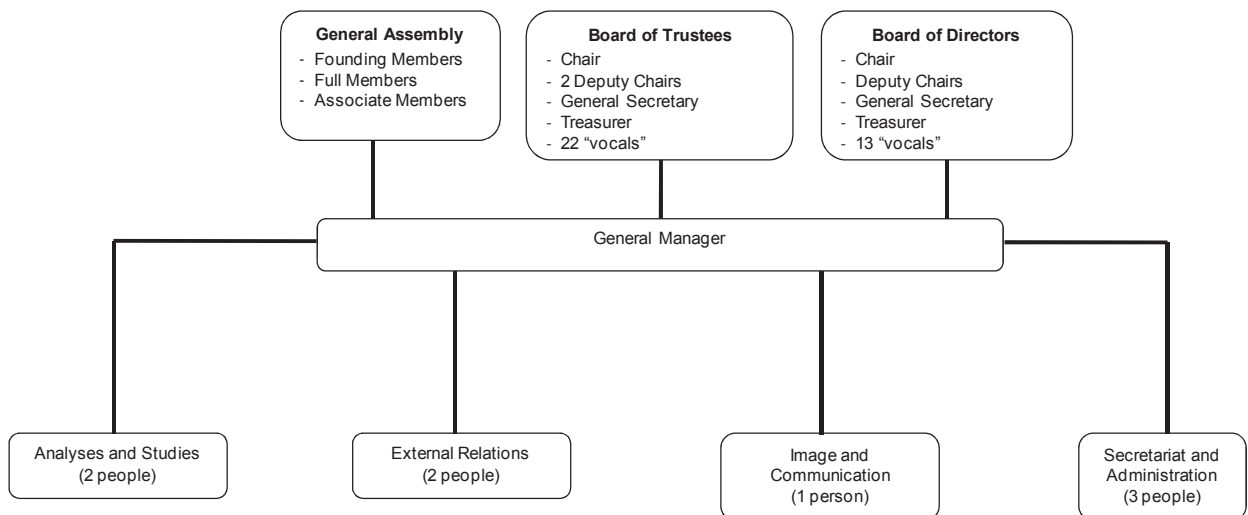 General Assembly
- Founding Members
- Full Members
- Associate Members
Board of Trustees
- Chair
- 2 Deputy Chairs
- General Secretary
- Treasurer
- 22 “vocals”
Board of Directors
- Chair
- Deputy Chairs
- General Secretary
- Treasurer
- 13 “vocals”
General Manager
Analyses and Studies
(2 people)
External Relations
(2 people)
Image and
Communication
(1 person)
Secretariat and
Administration
(3 people)